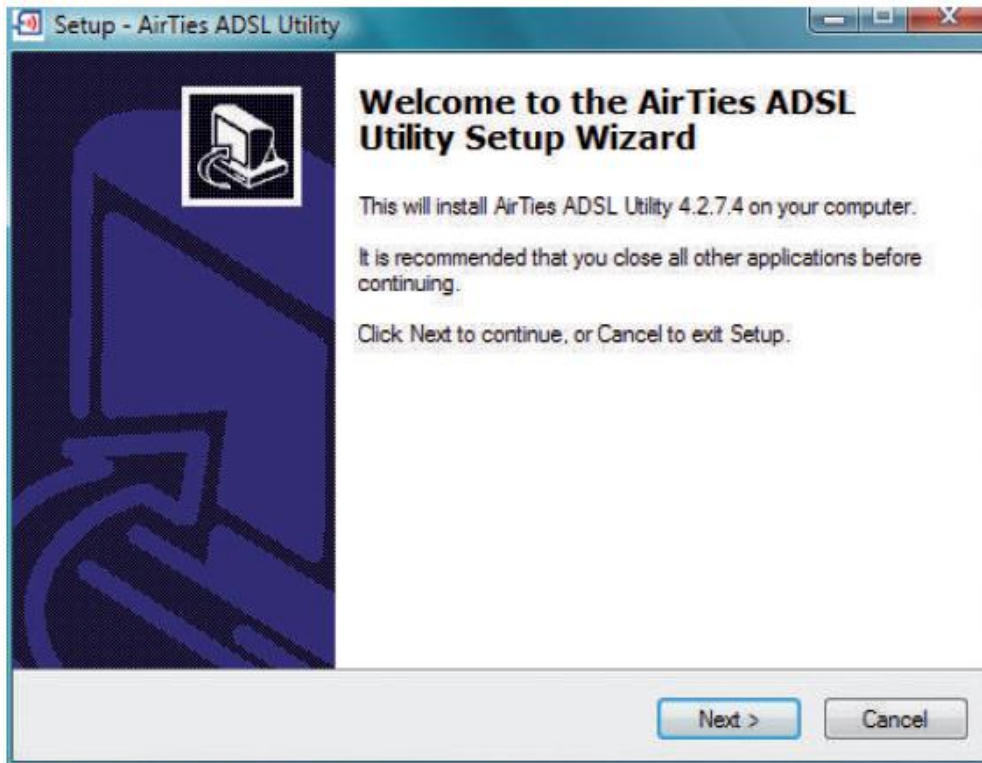 Setup - AirTies ADSL Utility
Welcome to the AirTies ADSL
Utility Setup Wizard
This will install AirTies ADSL Utility 4.2.7.4 on your computer.
It is recommended that you close all other applications before
continuing.
Click Next to continue, or Cancel to exit Setup.
Next >
Cancel